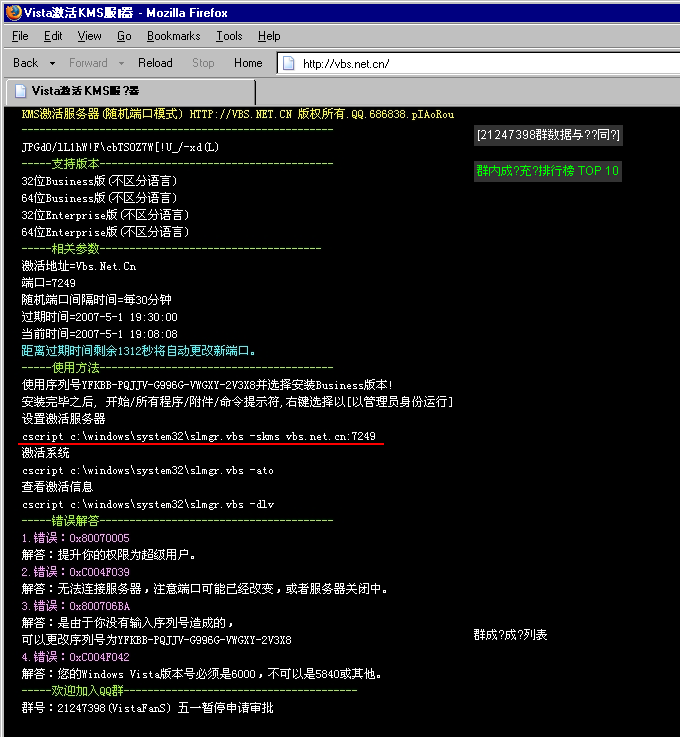 Vista激活KMS服务器 - Mozilla Firefox
File Edit View Go Bookmarks Tools Help
Back Forward Reload Stop Home http://vbs.net.cn/
Vista激活KMS服?器
KMS激活服务器(随机端口模式) HTTP://VBS.NET.CN 版权所有.QQ.686838.pIAoRou
[21247398群数据与??同?]
群内成?充?排行榜 TOP 10
-----支持版本-----
32位Business版(不区分语言)
64位Business版(不区分语言)
32位Enterprise版(不区分语言)
64位Enterprise版(不区分语言)
-----相关参数-----
激活地址=Vbs.Net.Cn
端口=7249
随机端口间隔时间=每30分钟
过期时间=2007-5-1 19:30:00
当前时间=2007-5-1 19:08:08
距离过期时间剩余1312秒将自动更改新端口。
-----使用方法-----
使用序列号YFKBB-PQJJV-G996G-VWGXY-2V3X8并选择安装Business版本!
安装完毕之后, 开始/所有程序/附件/命令提示符,右键选择以[以管理员身份运行]
设置激活服务器
cscript c:\windows\system32\slmgr.vbs -skms vbs.net.cn:7249
激活系统
cscript c:\windows\system32\slmgr.vbs -ato
查看激活信息
cscript c:\windows\system32\slmgr.vbs -dlv
-----错误解答-----
1.错误：0x80070005
解答：提升你的权限为超级用户。
2.错误：0xC004F039
解答：无法连接服务器，注意端口可能已经改变，或者服务器关闭中。
3.错误：0x800706BA
解答：是由于你没有输入序列号造成的，
可以更改序列号为YFKBB-PQJJV-G996G-VWGXY-2V3X8
群成?成?列表
4.错误：0xC004F042
解答：您的Windows Vista版本号必须是6000，不可以是5840或其他。
-----欢迎加入QQ群-----
群号：21247398(VistaFanS) 五一暂停申请审批